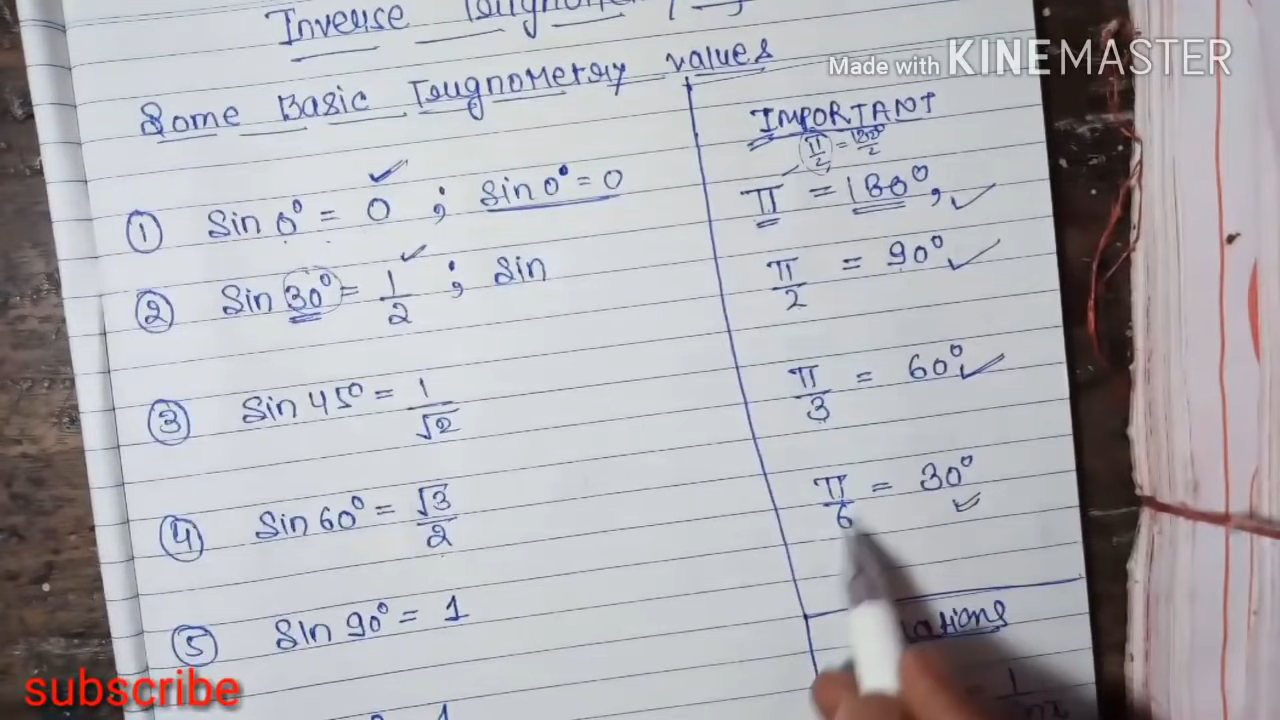 Inverse
Some Basic Trugnometry values
Made with KINEMASTER
① Sin 0° = 0 ; Sin 0° = 0
② Sin 30° = 1/2 ; Sin
③ Sin 45° = 1/√2
④ Sin 60° = √3/2
⑤ Sin 90° = 1
IMPORTANT
π/2 = 180°/2
π = 180°,
π/2 = 90°
π/3 = 60°
π/6 = 30°
subscribe